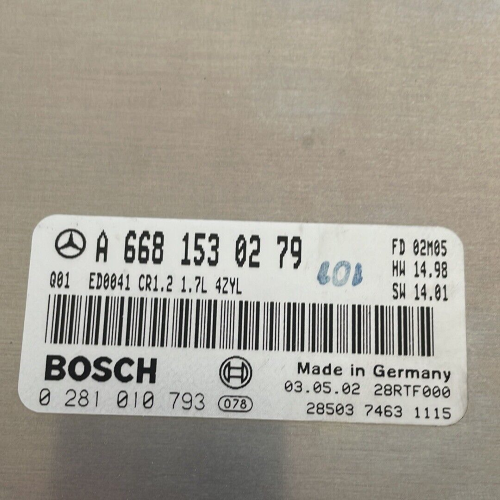 A 668 153 02 79
FD 02M05
HW 14.98
SW 14.01
Q01 ED0041 CR1.2 1.7L 4ZYL
101
BOSCH
Made in Germany
03.05.02 28RTF000
0 281 010 793 078
28503 7463 1115